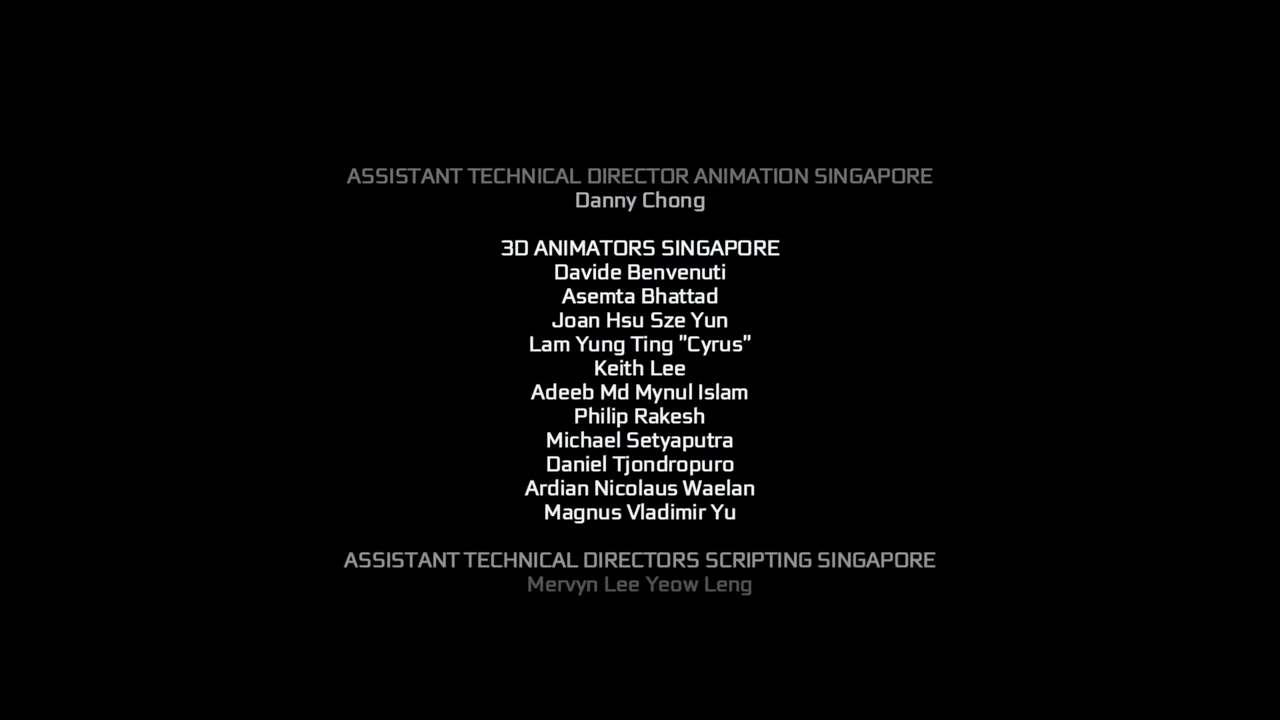 ASSISTANT TECHNICAL DIRECTOR ANIMATION SINGAPORE
Danny Chong
3D ANIMATORS SINGAPORE
Davide Benvenuti
Asemta Bhattad
Joan Hsu Sze Yun
Lam Yung Ting "Cyrus"
Keith Lee
Adeeb Md Mynul Islam
Philip Rakesh
Michael Setyaputra
Daniel Tjondropuro
Ardian Nicolaus Waelan
Magnus Vladimir Yu
ASSISTANT TECHNICAL DIRECTORS SCRIPTING SINGAPORE
Mervyn Lee Yeow Leng